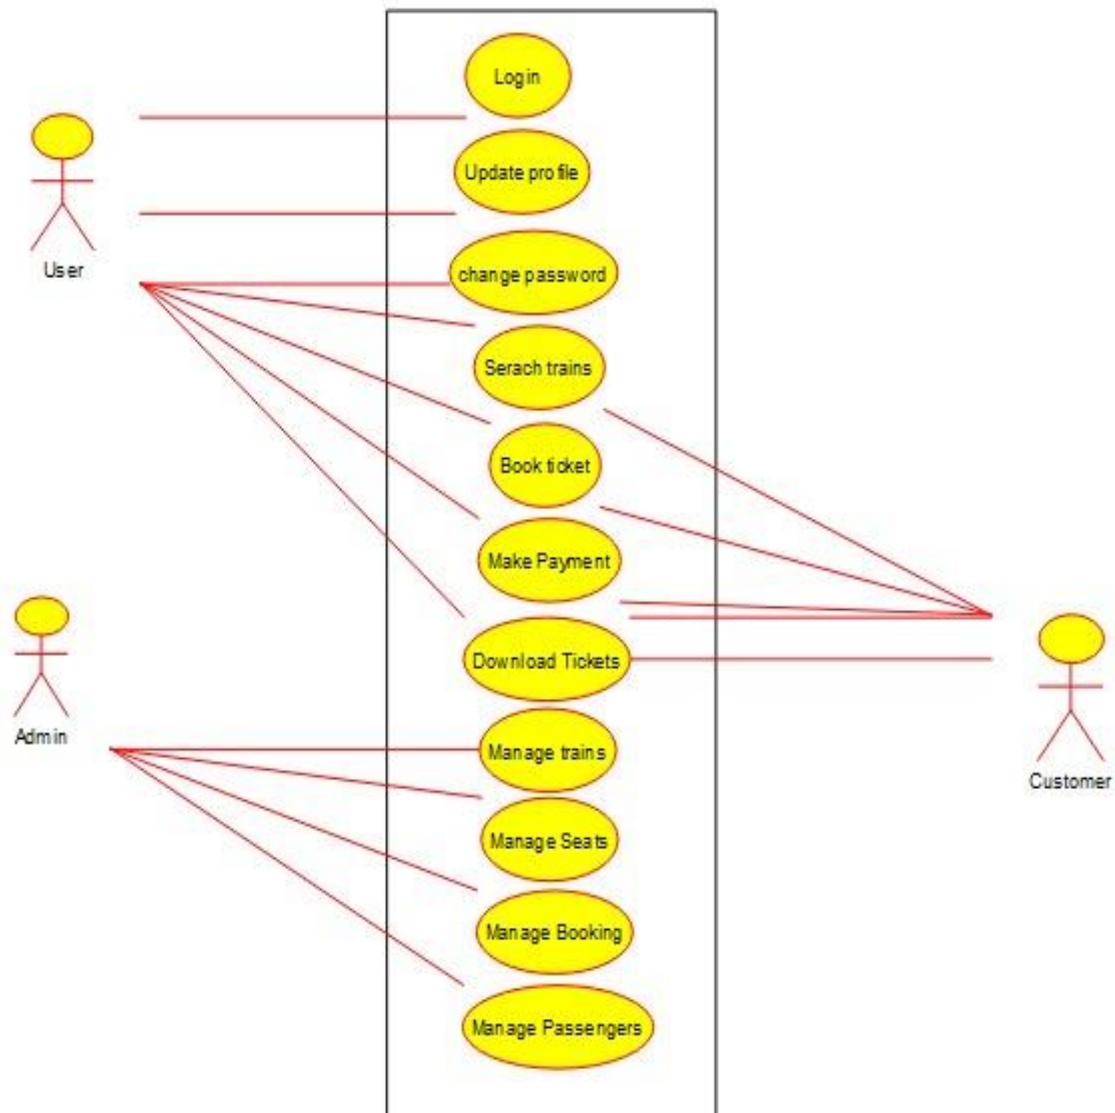 Login
Update profile
User
change password
Serach trains
Book ticket
Make Payment
Download Tickets
Admin
Manage trains
Customer
Manage Seats
Manage Booking
Manage Passengers